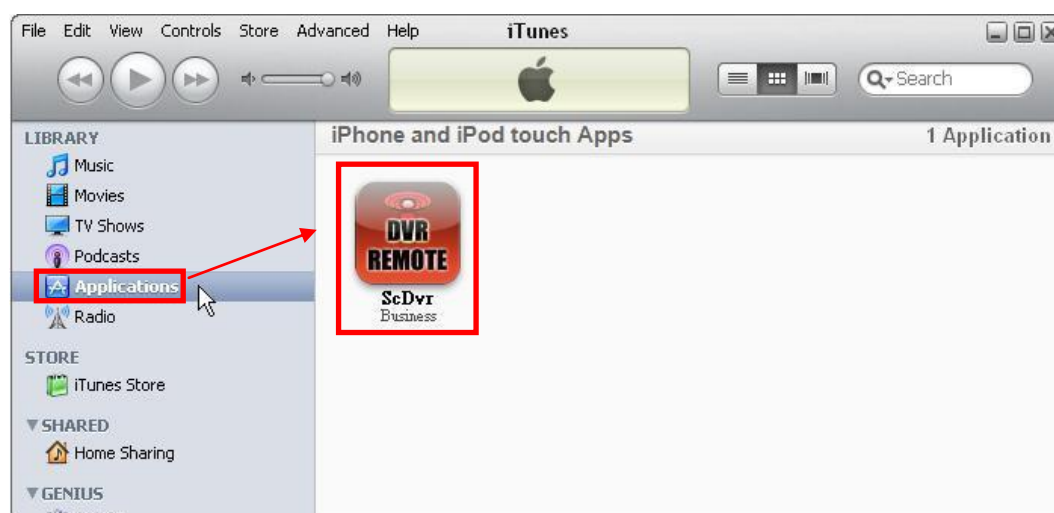 File Edit View Controls Store Advanced Help iTunes
Search
LIBRARY
Music
Movies
TV Shows
Podcasts
Applications
Radio
STORE
iTunes Store
SHARED
Home Sharing
GENIUS
iPhone and iPod touch Apps 1 Application
DVR
REMOTE
ScDvr
Business